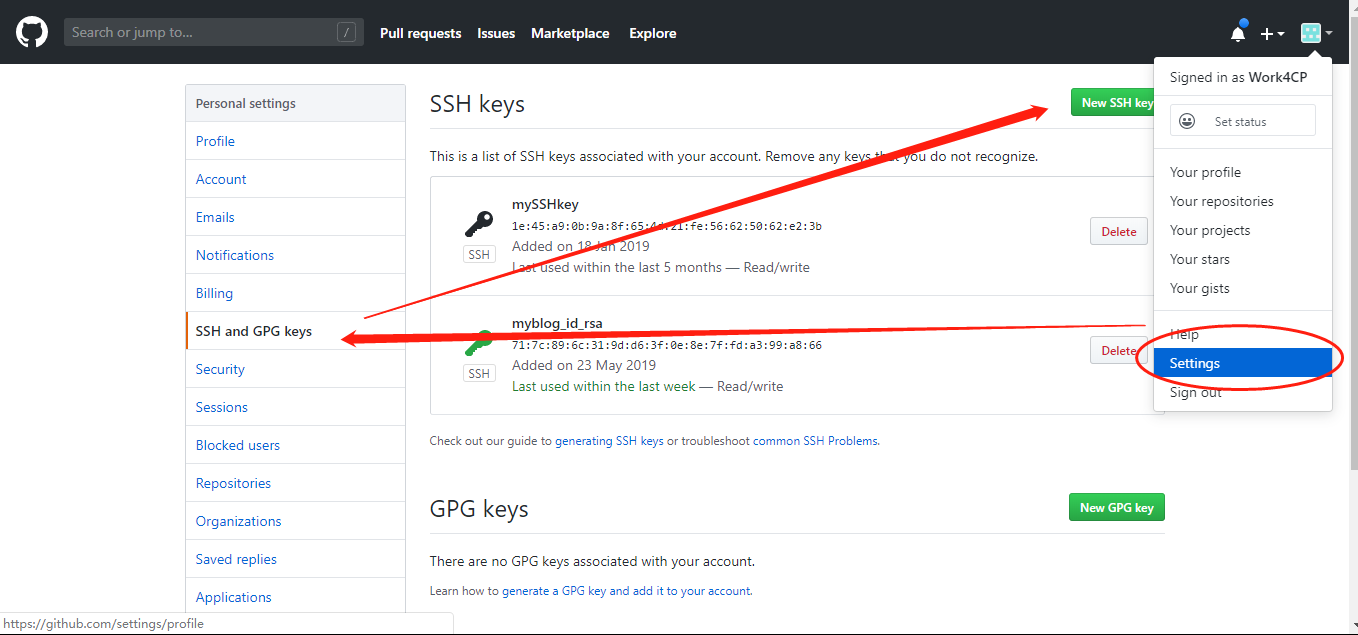 Search or jump to...
/
Pull requests
Issues
Marketplace
Explore
Signed in as Work4CP
Set status
Your profile
Your repositories
Your projects
Your stars
Your gists
Help
Settings
Sign out
Personal settings
Profile
Account
Emails
Notifications
Billing
SSH and GPG keys
Security
Sessions
Blocked users
Repositories
Organizations
Saved replies
Applications
SSH keys
New SSH key
This is a list of SSH keys associated with your account. Remove any keys that you do not recognize.
mySSHkey
1e:45:a9:0b:9a:8f:65:4d:21:fe:56:62:50:62:e2:3b
Added on 18 Jan 2019
Last used within the last 5 months — Read/write
SSH
Delete
myblog_id_rsa
71:7c:89:6c:31:9d:d6:3f:0e:8e:7f:fd:a3:99:a8:66
Added on 23 May 2019
Last used within the last week — Read/write
SSH
Delete
Check out our guide to generating SSH keys or troubleshoot common SSH Problems.
GPG keys
New GPG key
There are no GPG keys associated with your account.
Learn how to generate a GPG key and add it to your account.
https://github.com/settings/profile